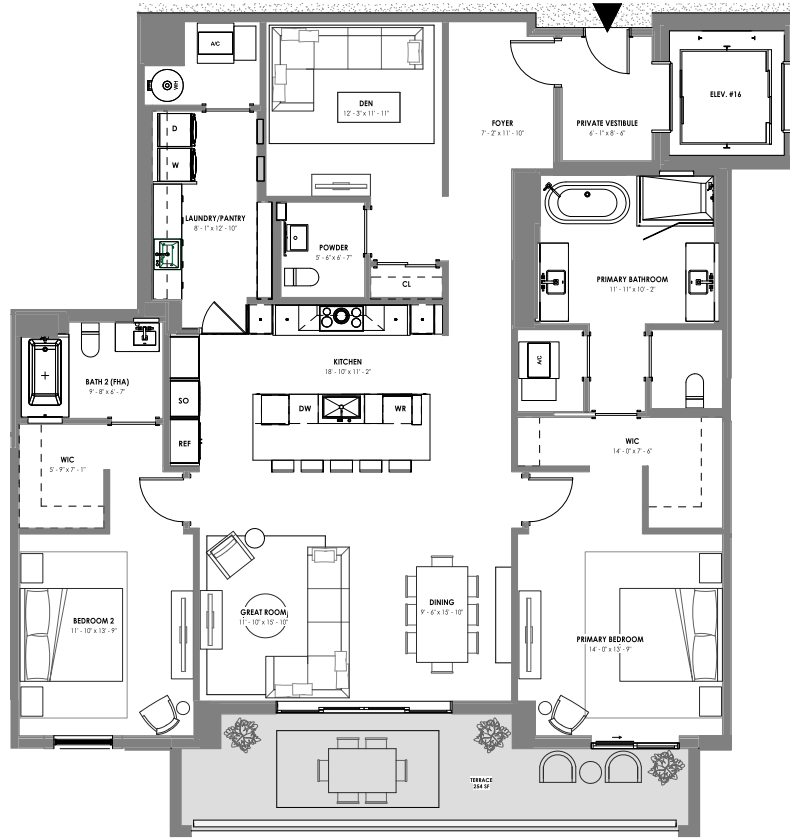 A/C
WH
DEN
12' - 3" x 11' - 11"
FOYER
7' - 2" x 11' - 10"
PRIVATE VESTIBULE
6' - 1" x 8' - 6"
ELEV. #16
D
W
LAUNDRY/PANTRY
8' - 1" x 12' - 10"
POWDER
5' - 6" x 6' - 7"
CL
PRIMARY BATHROOM
11' - 11" x 10' - 2"
A/C
KITCHEN
18' - 10" x 11' - 2"
BATH 2 (FHA)
9' - 8" x 6' - 7"
SO
DW
WR
REF
WIC
5' - 9" x 7' - 1"
WIC
14' - 0" x 7' - 6"
GREAT ROOM
11' - 10" x 15' - 10"
DINING
9' - 6" x 15' - 10"
BEDROOM 2
11' - 10" x 13' - 9"
PRIMARY BEDROOM
14' - 0" x 13' - 9"
TERRACE
254 SF